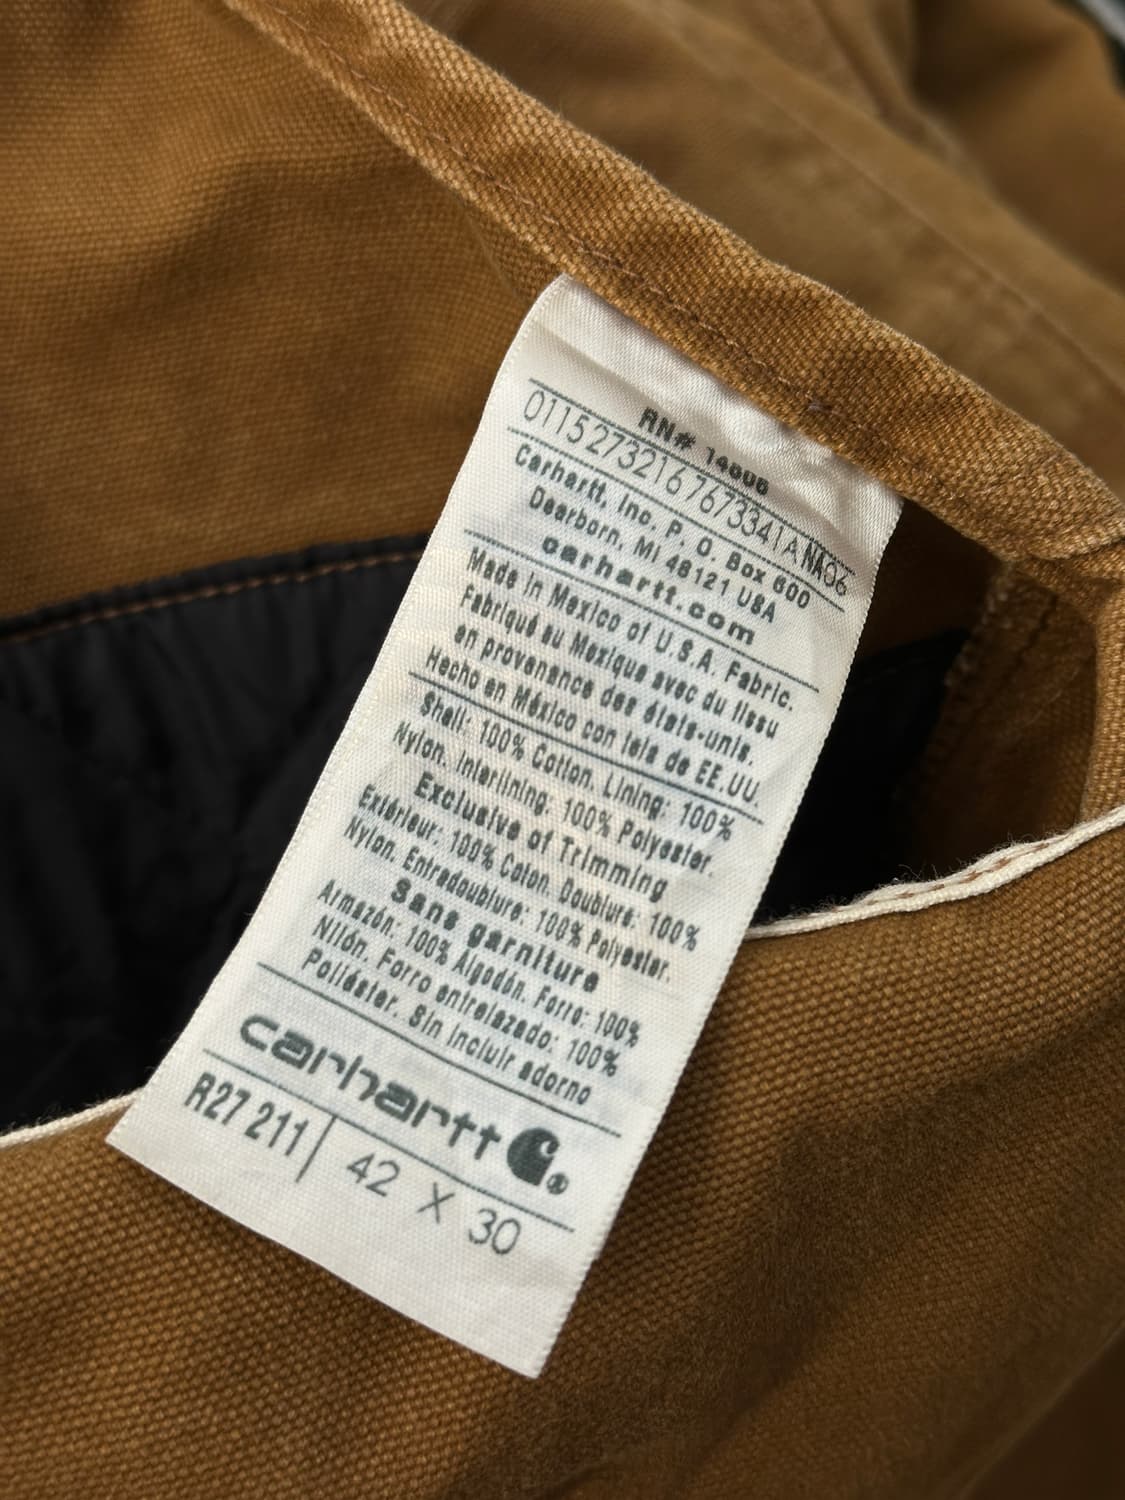 RN# 14806
0115273216 7673341A NA06
Carhartt, Inc. P. O. Box 600
Dearborn, MI 48121 USA
carhartt.com
Made in Mexico of U.S.A. Fabric.
Fabriqué au Mexique avec du tissu
en provenance des états-unis.
Hecho en México con tela de EE.UU.
Shell: 100% Cotton. Lining: 100%
Nylon. Interlining: 100% Polyester.
Exclusive of Trimming
Extérieur: 100% Coton. Doublure: 100%
Nylon. Entredoublure: 100% Polyester.
Sans garniture
Armazón: 100% Algodón. Forro: 100%
Nilón. Forro entrelazado: 100%
Poliéster. Sin incluir adorno
carhartt ®
R27 211 | 42 X 30